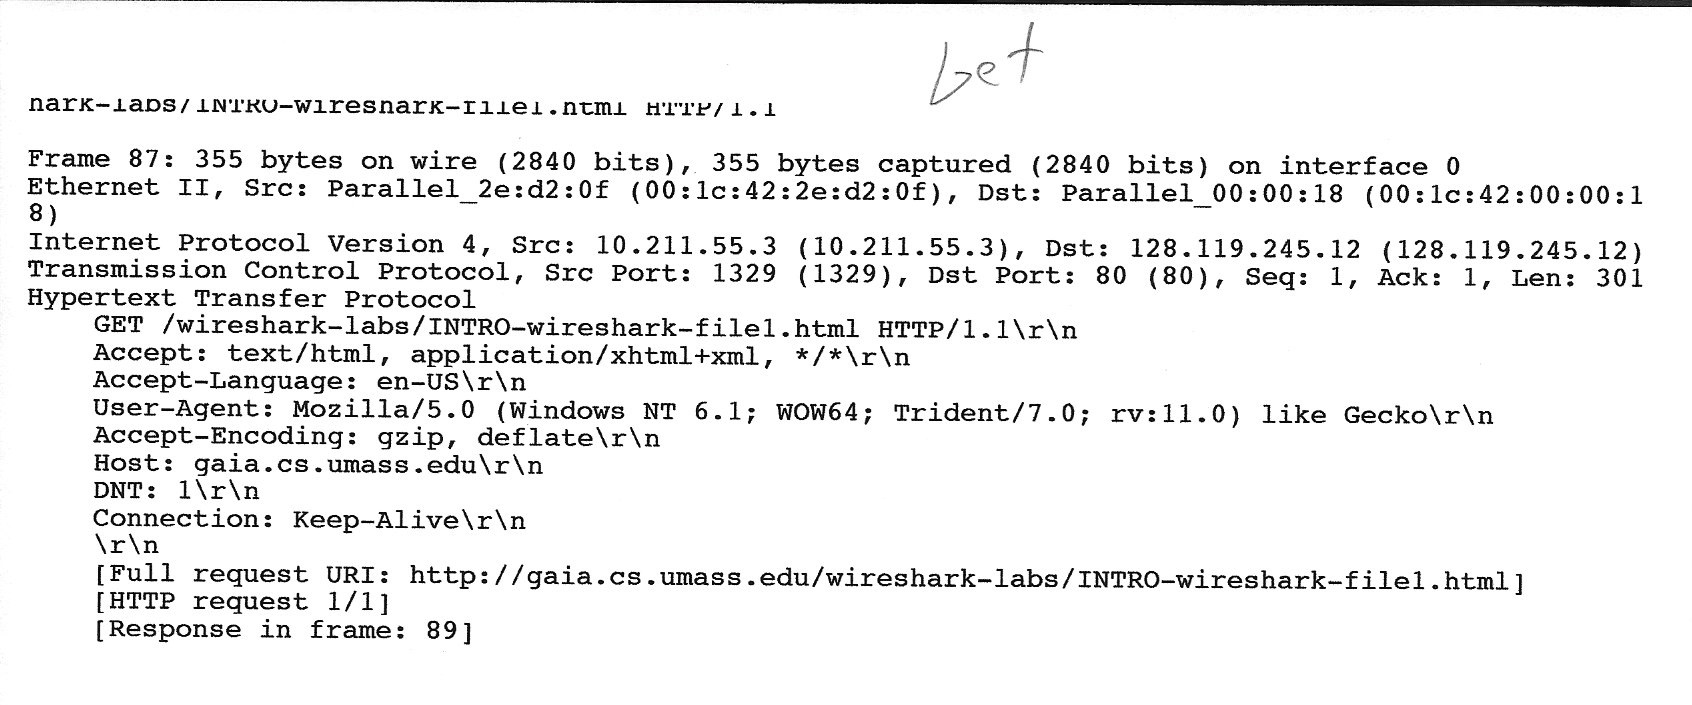 Get
hark-labs/INTRO-wireshark-file1.html HTTP/1.1
Frame 87: 355 bytes on wire (2840 bits), 355 bytes captured (2840 bits) on interface 0
Ethernet II, Src: Parallel_2e:d2:0f (00:1c:42:2e:d2:0f), Dst: Parallel_00:00:18 (00:1c:42:00:00:1
8)
Internet Protocol Version 4, Src: 10.211.55.3 (10.211.55.3), Dst: 128.119.245.12 (128.119.245.12)
Transmission Control Protocol, Src Port: 1329 (1329), Dst Port: 80 (80), Seq: 1, Ack: 1, Len: 301
Hypertext Transfer Protocol
GET /wireshark-labs/INTRO-wireshark-file1.html HTTP/1.1\r\n
Accept: text/html, application/xhtml+xml, */*\r\n
Accept-Language: en-US\r\n
User-Agent: Mozilla/5.0 (Windows NT 6.1; WOW64; Trident/7.0; rv:11.0) like Gecko\r\n
Accept-Encoding: gzip, deflate\r\n
Host: gaia.cs.umass.edu\r\n
DNT: 1\r\n
Connection: Keep-Alive\r\n
\r\n
[Full request URI: http://gaia.cs.umass.edu/wireshark-labs/INTRO-wireshark-file1.html]
[HTTP request 1/1]
[Response in frame: 89]